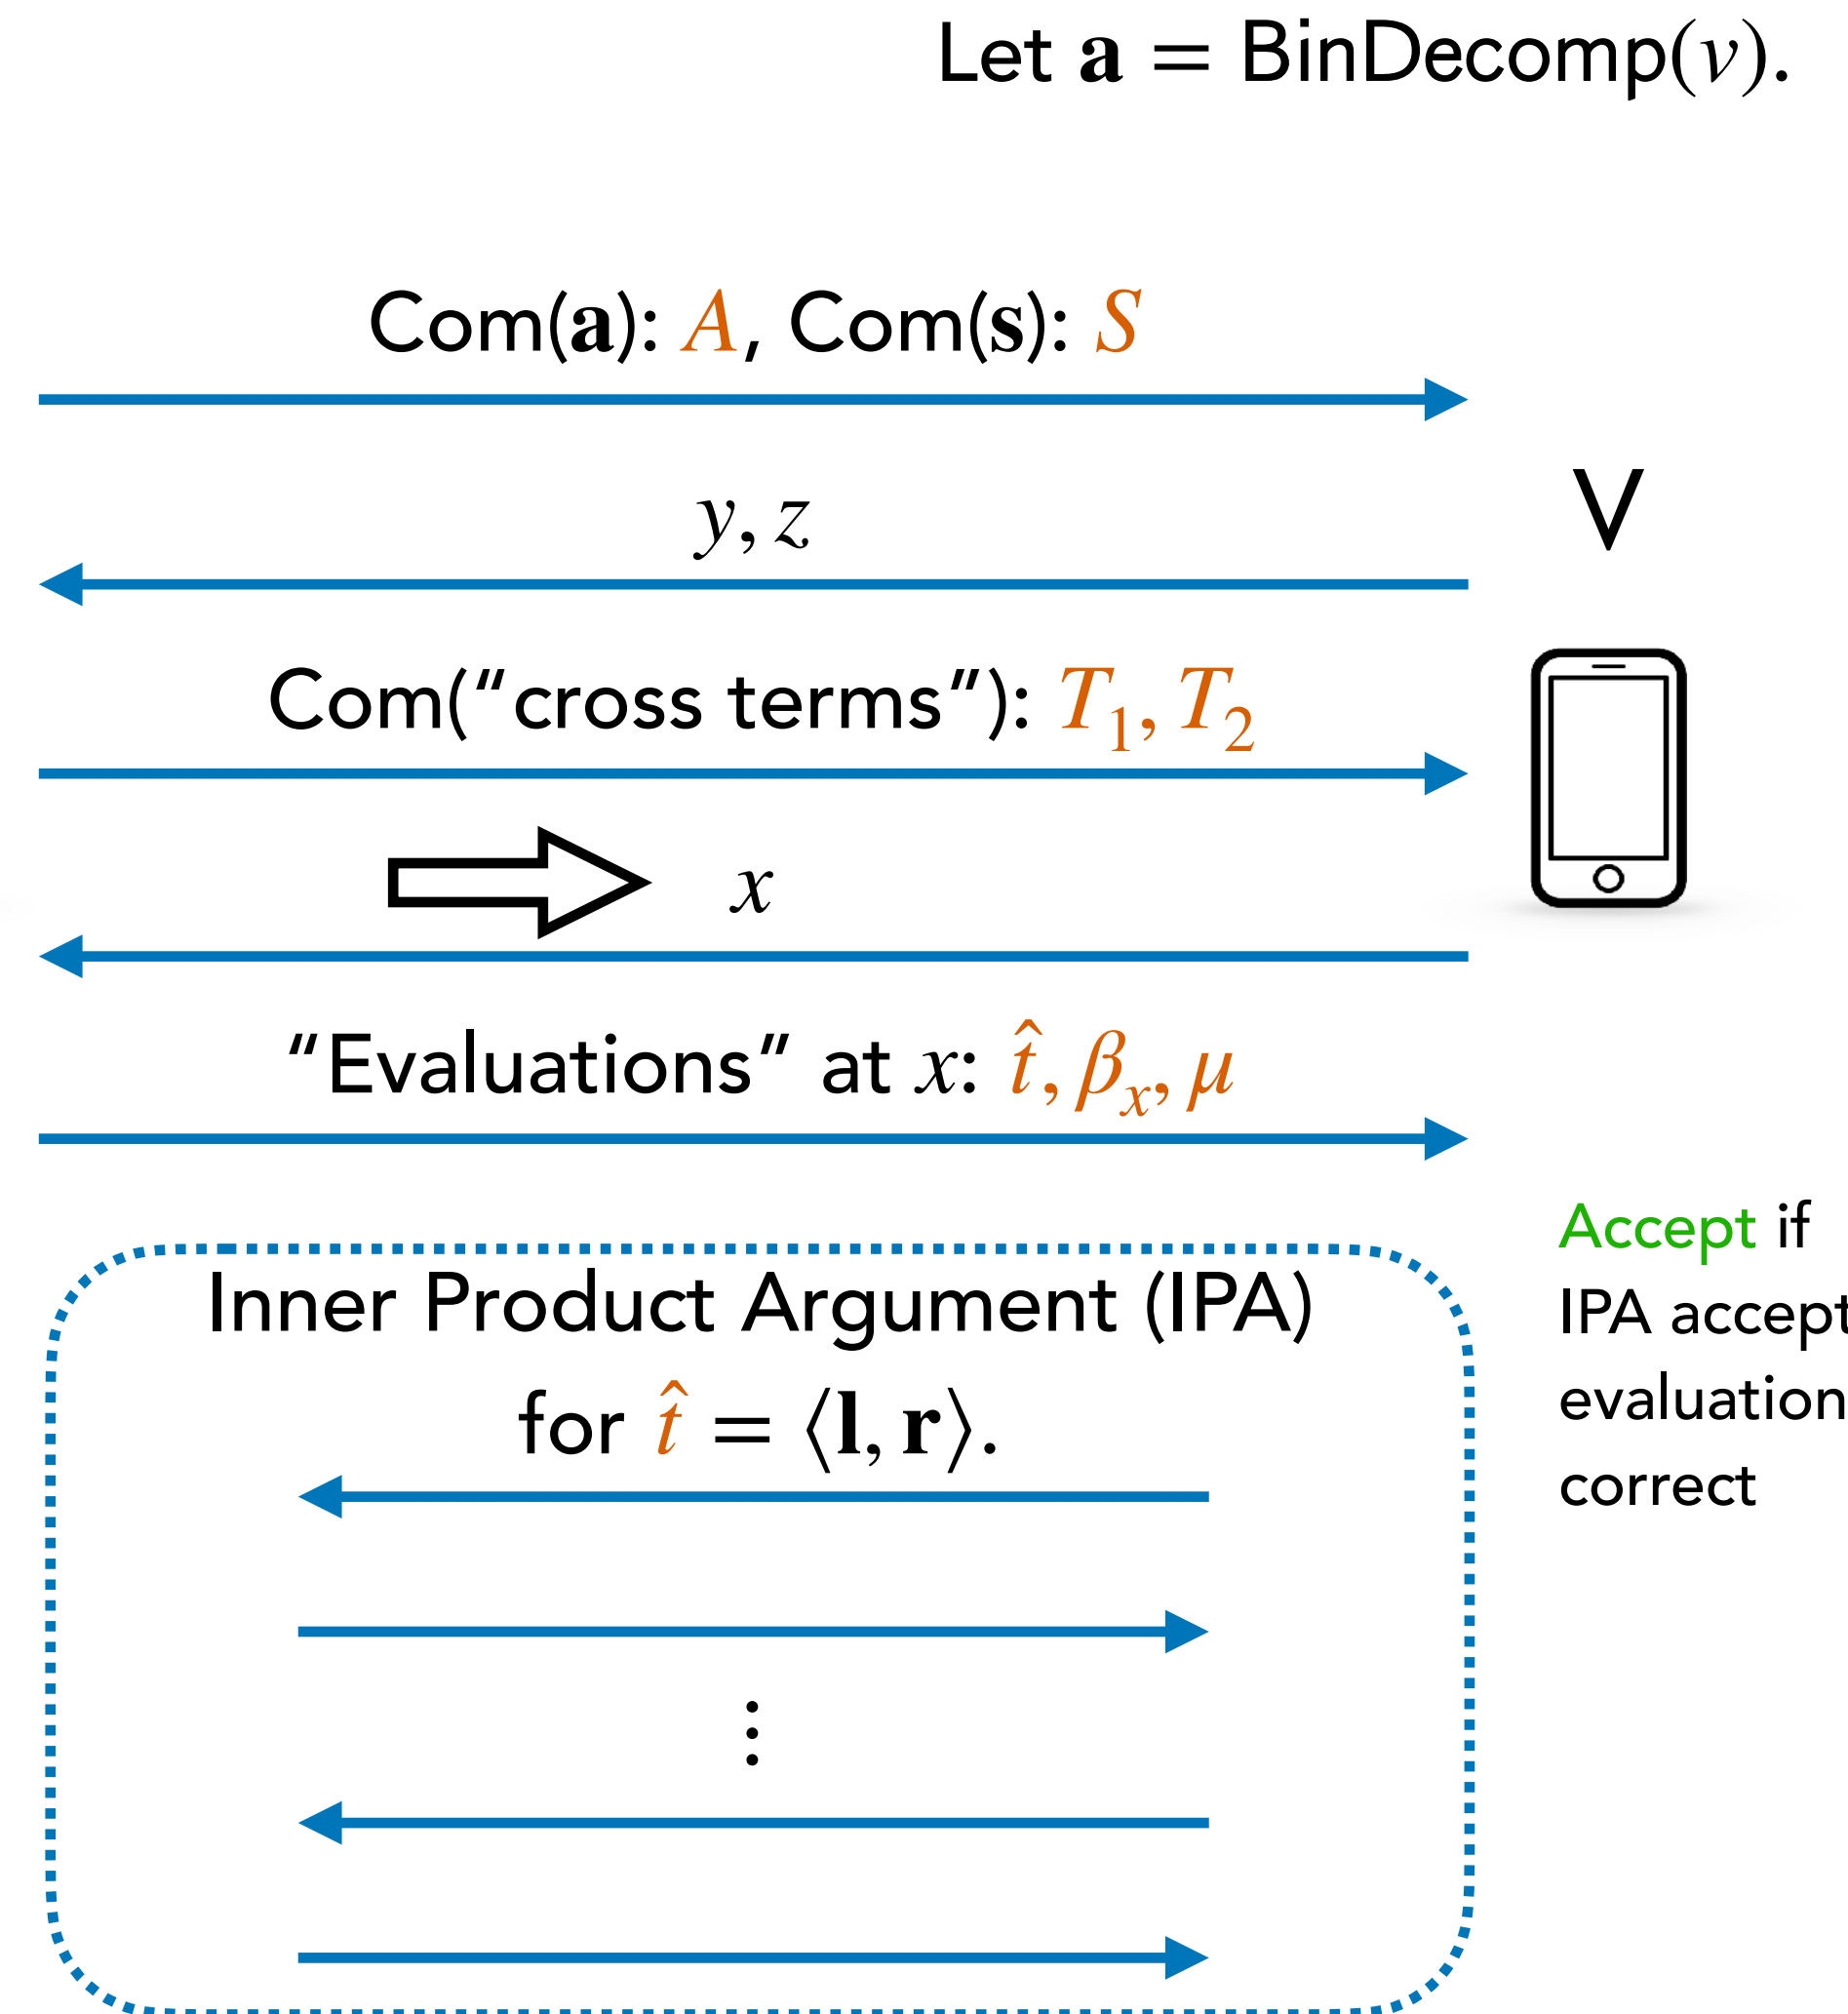 Let a = BinDecomp(v).
Com(a): A, Com(s): S
y, z
V
Com("cross terms"): T₁, T₂
x
"Evaluations" at x: t̂, βₓ, μ
Accept if
IPA accept
evaluation
correct
Inner Product Argument (IPA)
for t̂ = ⟨l, r⟩.
⋮